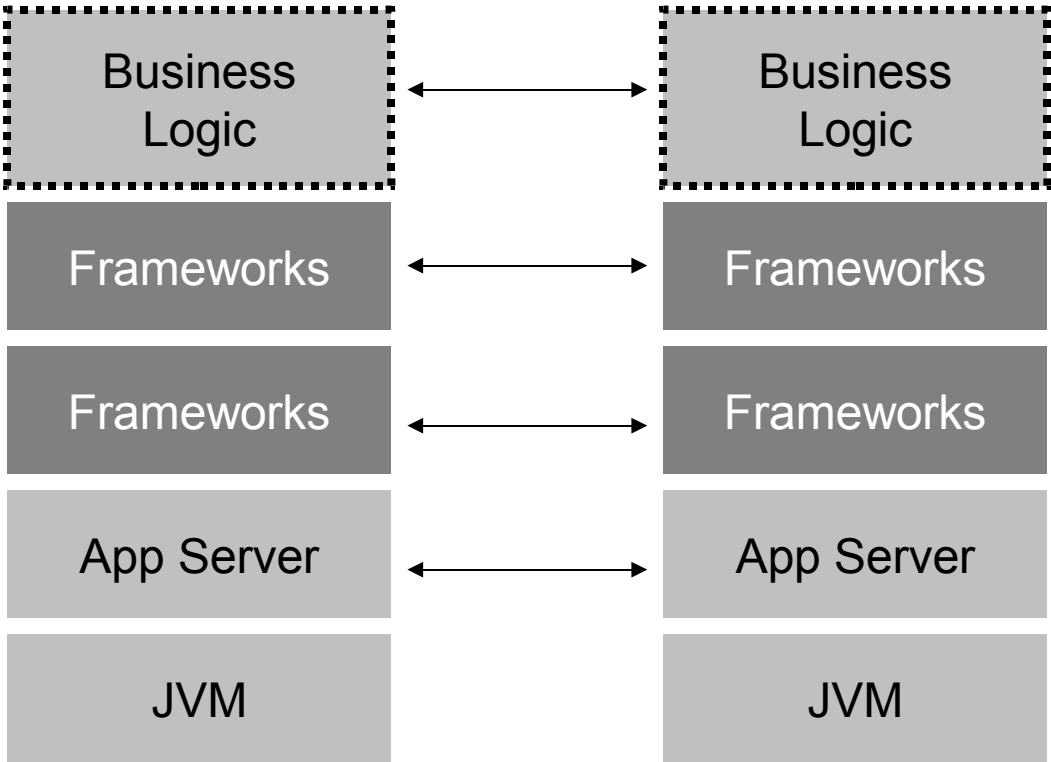 Business
Logic
Business
Logic
Frameworks
Frameworks
Frameworks
Frameworks
App Server
App Server
JVM
JVM